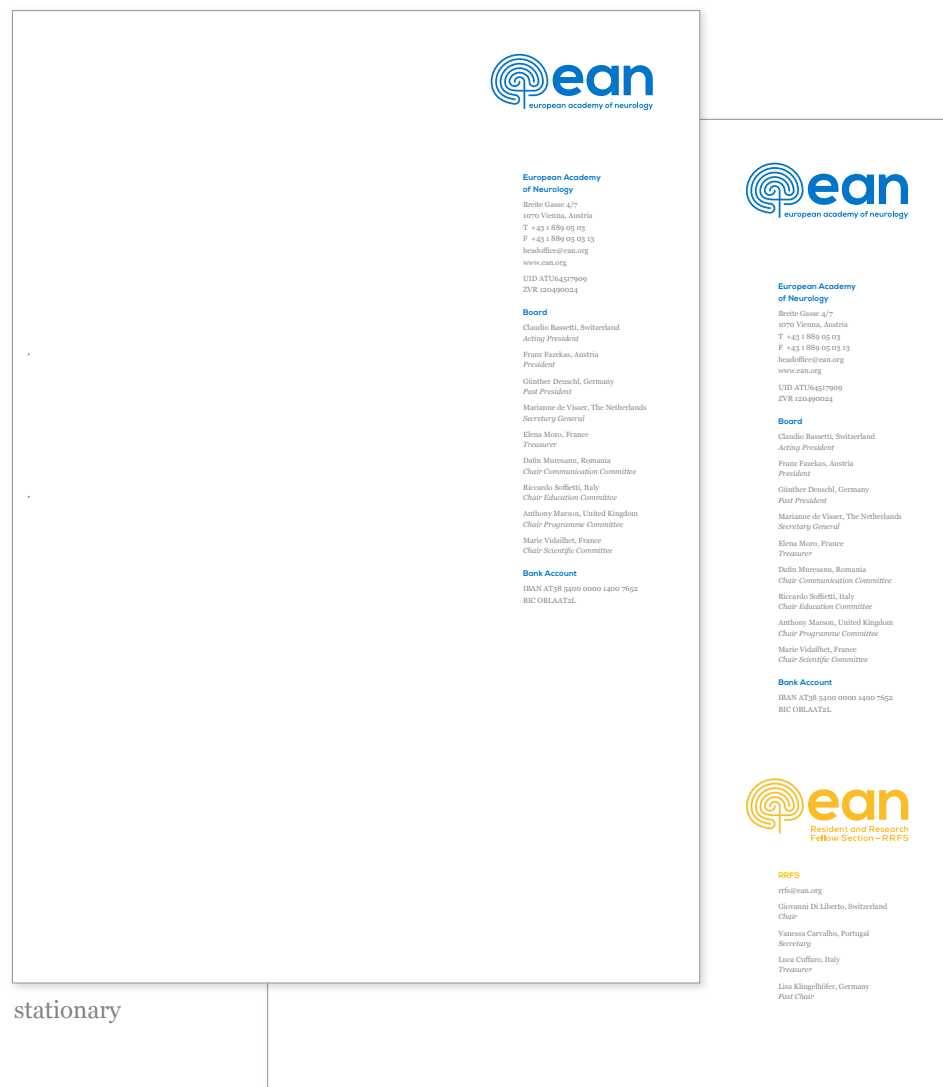 ean
european academy of neurology
European Academy
of Neurology
Breite Gasse 4/7
1070 Vienna, Austria
T +43 1 889 05 03
F +43 1 889 05 03 13
headoffice@ean.org
www.ean.org
UID ATU64517909
ZVR 120490024
Board
Claudio Bassetti, Switzerland
Acting President
Franz Fazekas, Austria
President
Günther Deuschl, Germany
Past President
Marianne de Visser, The Netherlands
Secretary General
Elena Moro, France
Treasurer
Dafin Muresanu, Romania
Chair Communication Committee
Riccardo Soffietti, Italy
Chair Education Committee
Anthony Marson, United Kingdom
Chair Programme Committee
Marie Vidailhet, France
Chair Scientific Committee
Bank Account
IBAN AT38 5400 0000 1400 7652
BIC OBLAAT2L
ean
european academy of neurology
European Academy
of Neurology
Breite Gasse 4/7
1070 Vienna, Austria
T +43 1 889 05 03
F +43 1 889 05 03 13
headoffice@ean.org
www.ean.org
UID ATU64517909
ZVR 120490024
Board
Claudio Bassetti, Switzerland
Acting President
Franz Fazekas, Austria
President
Günther Deuschl, Germany
Past President
Marianne de Visser, The Netherlands
Secretary General
Elena Moro, France
Treasurer
Dafin Muresanu, Romania
Chair Communication Committee
Riccardo Soffietti, Italy
Chair Education Committee
Anthony Marson, United Kingdom
Chair Programme Committee
Marie Vidailhet, France
Chair Scientific Committee
Bank Account
IBAN AT38 5400 0000 1400 7652
BIC OBLAAT2L
ean
Resident and Research
Fellow Section – RRFS
RRFS
rrfs@ean.org
Giovanni Di Liberto, Switzerland
Chair
Vanessa Carvalho, Portugal
Secretary
Luca Cuffaro, Italy
Treasurer
Lisa Klingelhöfer, Germany
Past Chair
stationary